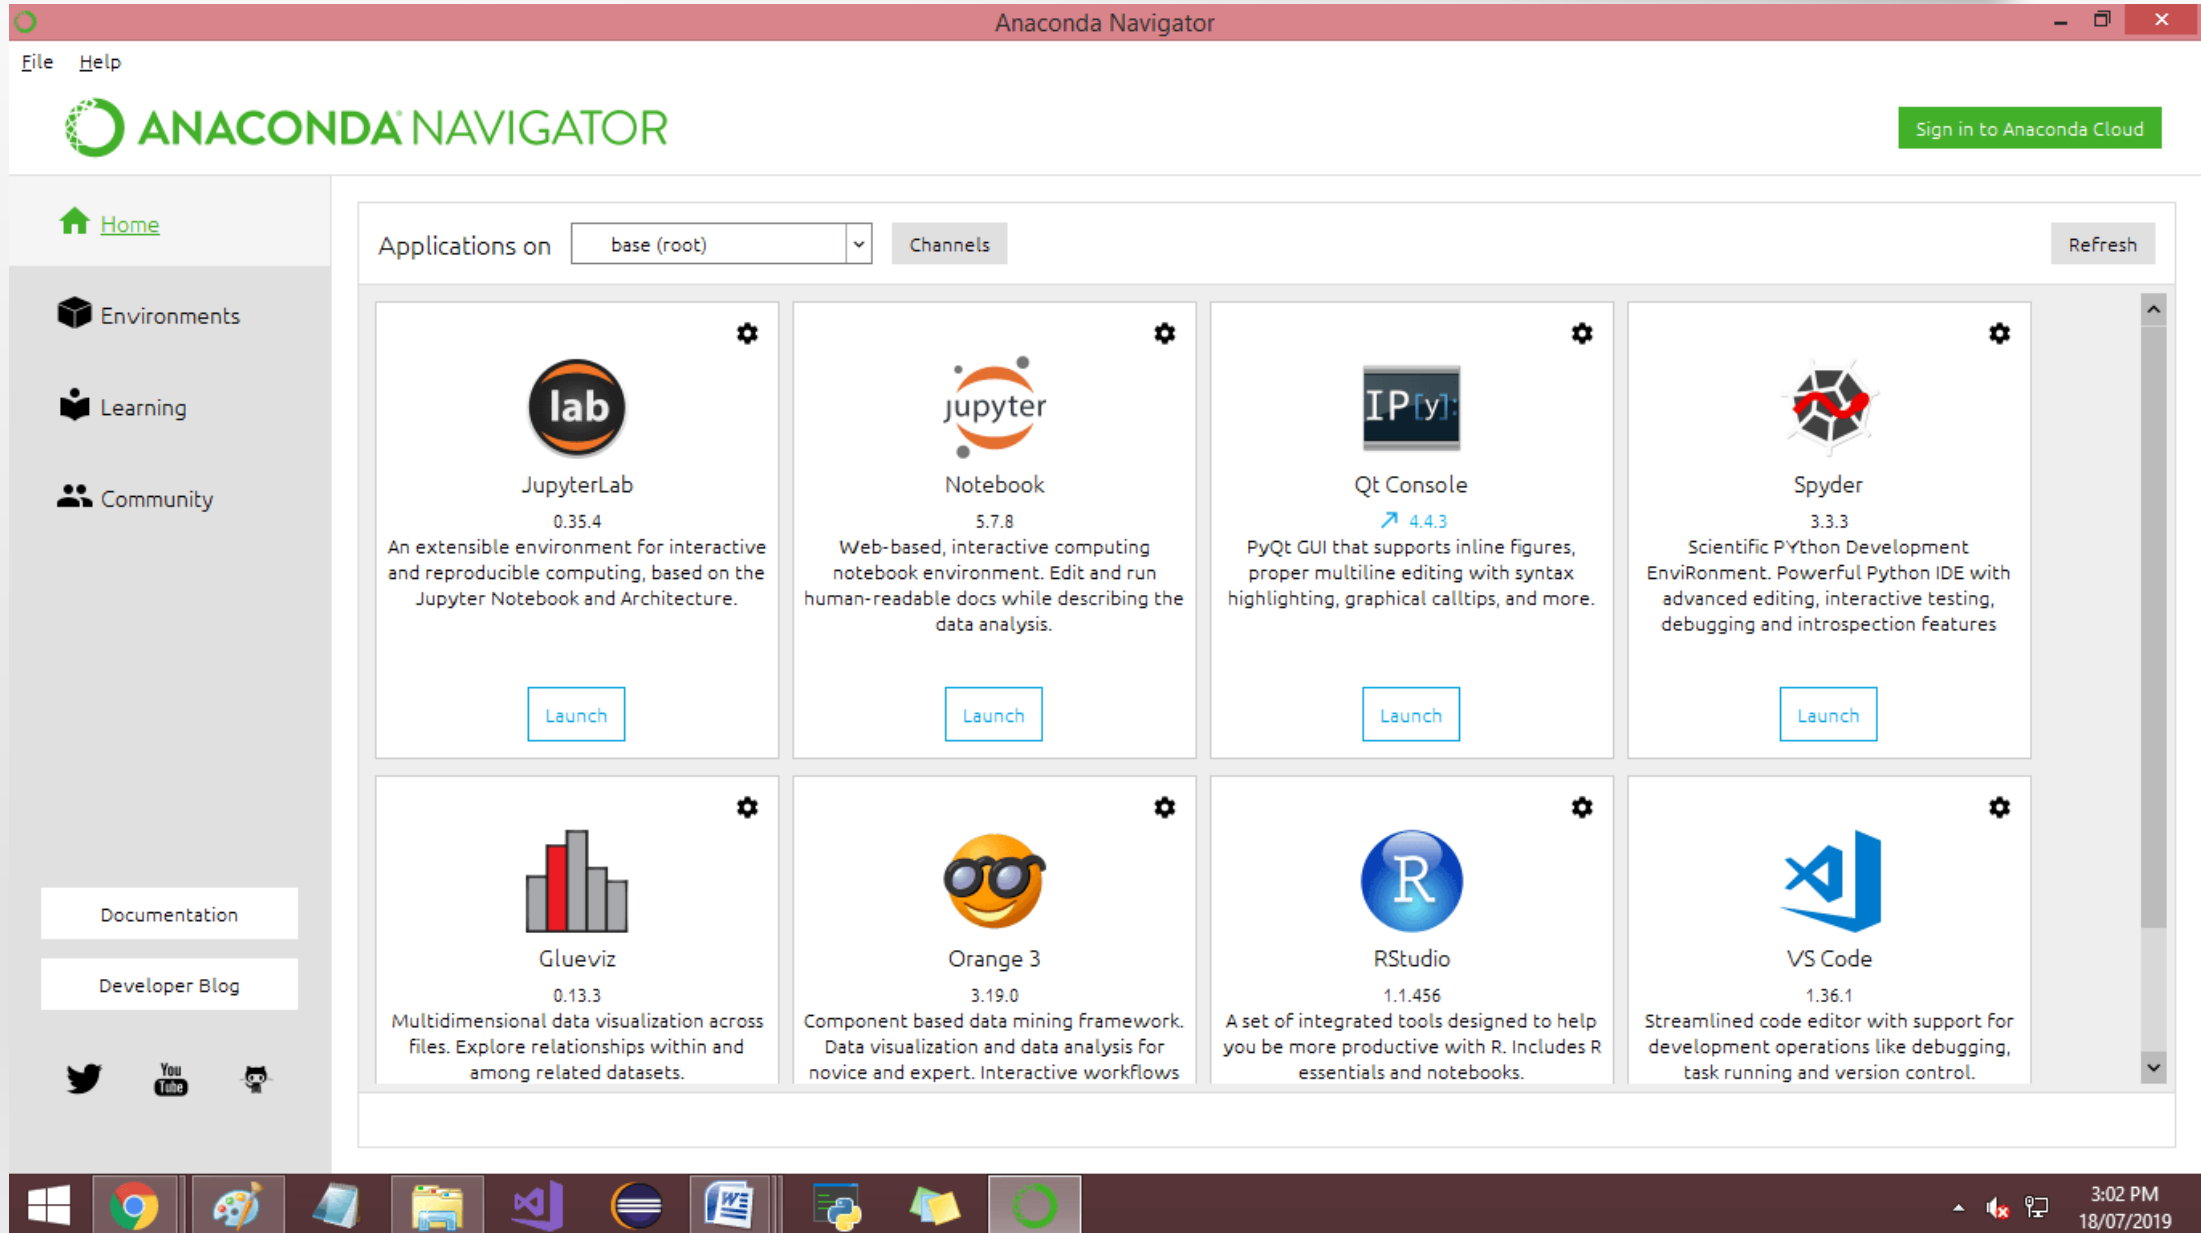 Anaconda Navigator
File Help
ANACONDA NAVIGATOR
Sign in to Anaconda Cloud
Home
Environments
Learning
Community
Documentation
Developer Blog
You
Tube
Applications on base (root) Channels Refresh
lab
JupyterLab
0.35.4
An extensible environment for interactive
and reproducible computing, based on the
Jupyter Notebook and Architecture.
Launch
jupyter
Notebook
5.7.8
Web-based, interactive computing
notebook environment. Edit and run
human-readable docs while describing the
data analysis.
Launch
IP[y]:
Qt Console
4.4.3
PyQt GUI that supports inline figures,
proper multiline editing with syntax
highlighting, graphical calltips, and more.
Launch
Spyder
3.3.3
Scientific PYthon Development
EnviRonment. Powerful Python IDE with
advanced editing, interactive testing,
debugging and introspection features
Launch
Glueviz
0.13.3
Multidimensional data visualization across
files. Explore relationships within and
among related datasets.
Orange 3
3.19.0
Component based data mining framework.
Data visualization and data analysis for
novice and expert. Interactive workflows
R
RStudio
1.1.456
A set of integrated tools designed to help
you be more productive with R. Includes R
essentials and notebooks.
VS Code
1.36.1
Streamlined code editor with support for
development operations like debugging,
task running and version control.
W
3:02 PM
18/07/2019